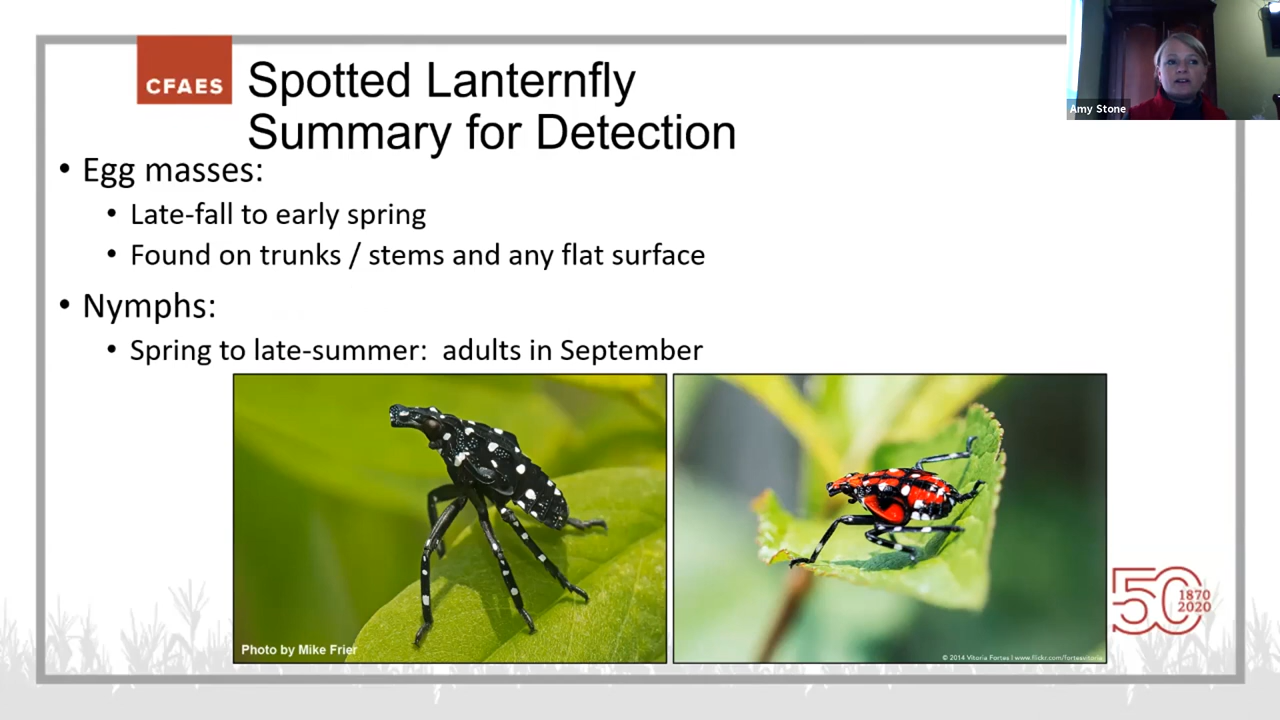 CFAES
Spotted Lanternfly
Summary for Detection
Amy Stone
• Egg masses:
• Late-fall to early spring
• Found on trunks / stems and any flat surface
• Nymphs:
• Spring to late-summer: adults in September
Photo by Mike Frier
© 2014 Vitoria Fortes | www.flickr.com/fortesvitoria
150
1870
2020